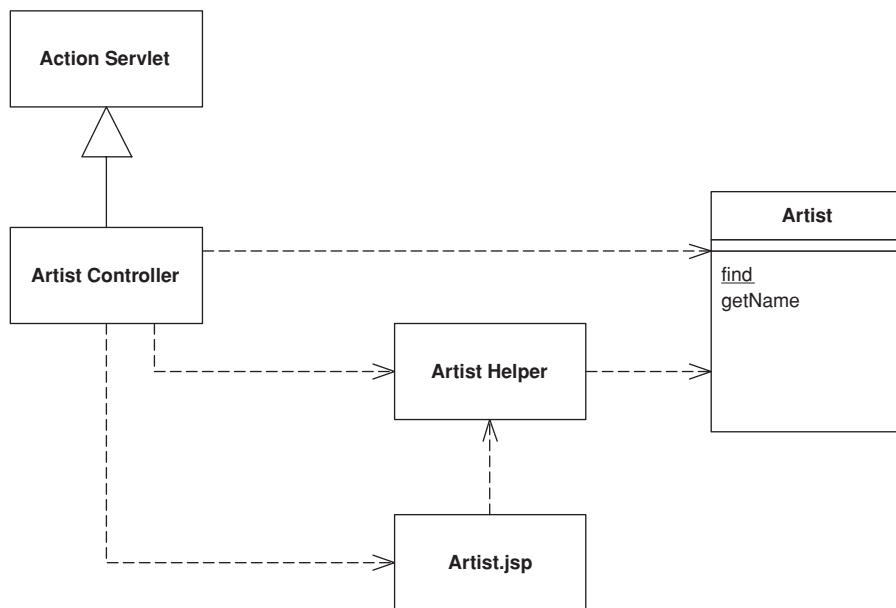 Action Servlet
Artist
Artist Controller
find
getName
Artist Helper
Artist.jsp